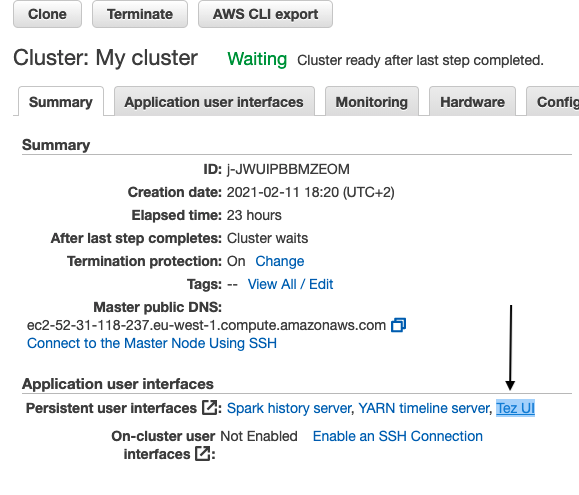 Clone Terminate AWS CLI export
Cluster: My cluster Waiting Cluster ready after last step completed.
Summary Application user interfaces Monitoring Hardware Config
Summary
ID: j-JWUIPBBMZEOM
Creation date: 2021-02-11 18:20 (UTC+2)
Elapsed time: 23 hours
After last step completes: Cluster waits
Termination protection: On Change
Tags: -- View All / Edit
Master public DNS:
ec2-52-31-118-237.eu-west-1.compute.amazonaws.com
Connect to the Master Node Using SSH
Application user interfaces
Persistent user interfaces : Spark history server, YARN timeline server, Tez UI
On-cluster user Not Enabled Enable an SSH Connection
interfaces :